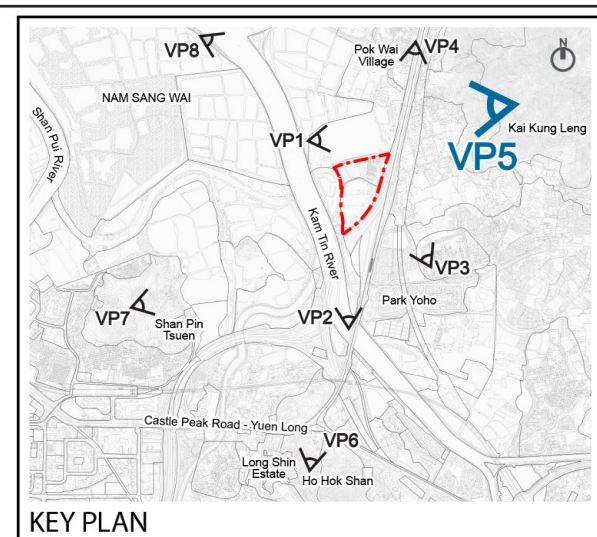 VP8
Pok Wai
Village
VP4
N
NAM SANG WAI
Kai Kung Leng
VP5
Shan Pui River
VP1
Kam Tin River
VP3
Park Yoho
VP7
Shan Pin
Tsuen
VP2
Castle Peak Road - Yuen Long
VP6
Long Shin
Estate
Ho Hok Shan
KEY PLAN